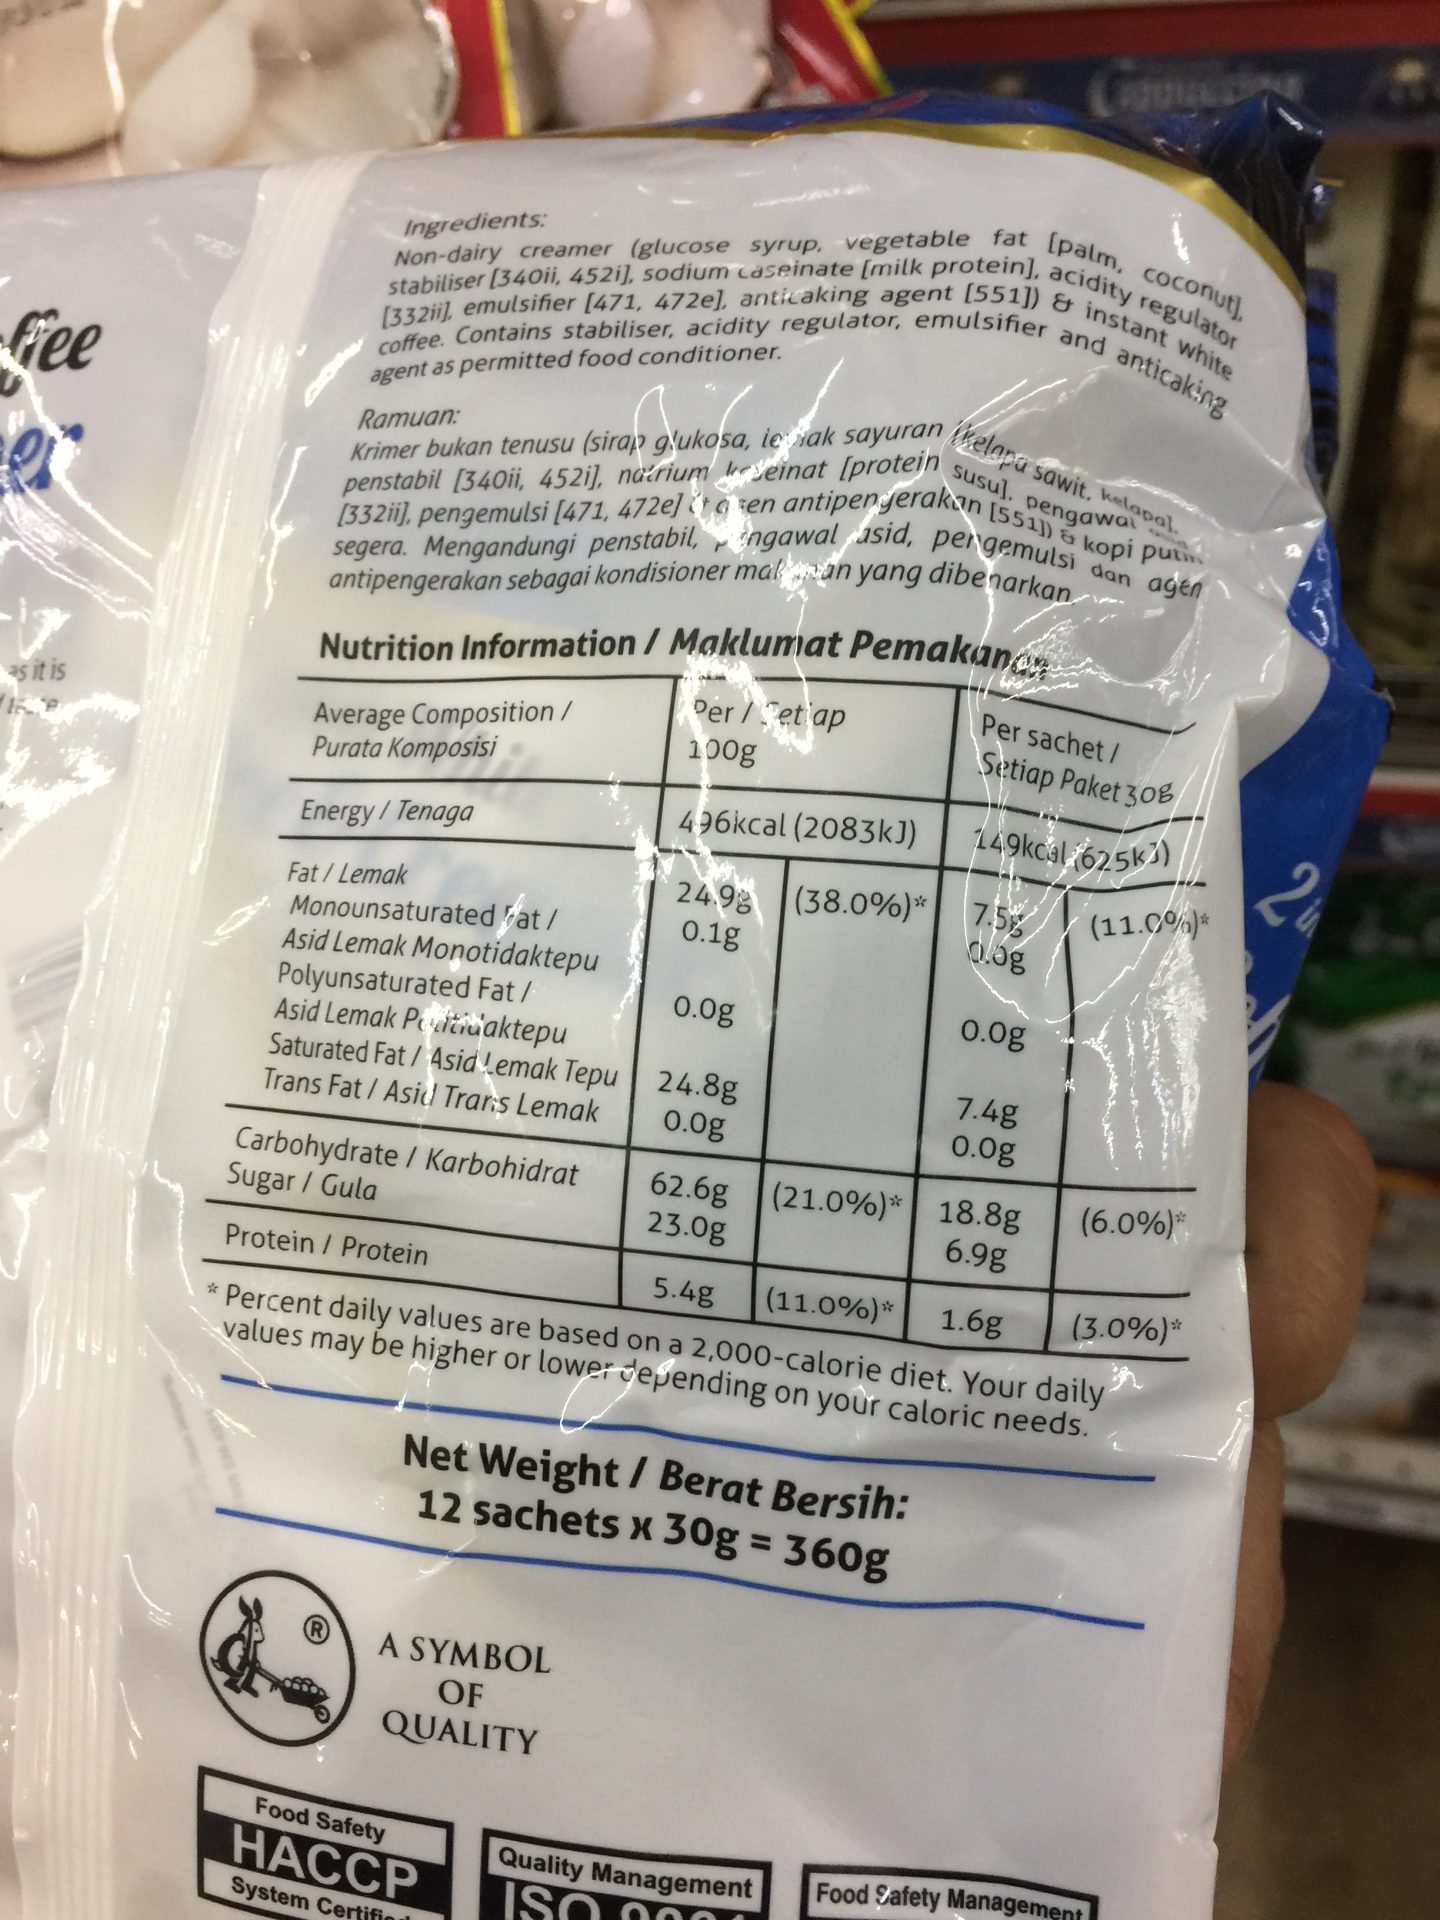 Ingredients:
Non-dairy creamer (glucose syrup, vegetable fat [palm, coconut],
stabiliser [340ii, 452i], sodium caseinate [milk protein], acidity regulator
[332ii], emulsifier [471, 472e], anticaking agent [551]) & instant white
coffee. Contains stabiliser, acidity regulator, emulsifier and anticaking
agent as permitted food conditioner.
Ramuan:
Krimer bukan tenusu (sirap glukosa, lemak sayuran [kelapa sawit, kelapa],
penstabil [340ii, 452i], natrium kaseinat [protein susu], pengawal
[332ii], pengemulsi [471, 472e] & agen antipengerakan [551]) & kopi putih
segera. Mengandungi penstabil, pengawal asid, pengemulsi dan agen
antipengerakan sebagai kondisioner makanan yang dibenarkan.
Nutrition Information / Maklumat Pemakanan
Average Composition / Per / Setiap Per sachet /
Purata Komposisi 100g Setiap Paket 30g
Energy / Tenaga 496kcal (2083kJ) 149kcal (625kJ)
Fat / Lemak 24.9g (38.0%)* 7.5g (11.0%)*
Monounsaturated Fat / 0.1g 0.0g
Asid Lemak Monotidaktepu
Polyunsaturated Fat / 0.0g 0.0g
Asid Lemak Politidaktepu
Saturated Fat / Asid Lemak Tepu 24.8g 7.4g
Trans Fat / Asid Trans Lemak 0.0g 0.0g
Carbohydrate / Karbohidrat 62.6g (21.0%)* 18.8g (6.0%)*
Sugar / Gula 23.0g 6.9g
Protein / Protein 5.4g (11.0%)* 1.6g (3.0%)*
* Percent daily values are based on a 2,000-calorie diet. Your daily
values may be higher or lower depending on your caloric needs.
Net Weight / Berat Bersih:
12 sachets x 30g = 360g
®
A SYMBOL
OF
QUALITY
Food Safety
HACCP
System
Quality Management
ISO
Food Safety Management
as it is